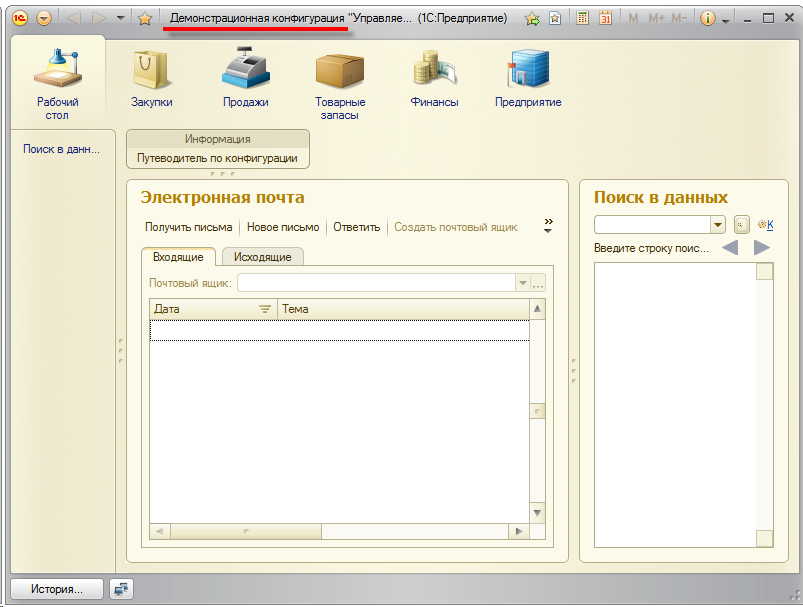 Демонстрационная конфигурация "Управляе... (1С:Предприятие)
31
M M+ M-
Рабочий
стол
Закупки
Продажи
Товарные
запасы
Финансы
Предприятие
Поиск в данн...
Информация
Путеводитель по конфигурации
Электронная почта
Получить письма
Новое письмо
Ответить
Создать почтовый ящик
Входящие
Исходящие
Почтовый ящик:
...
Дата
Тема
Поиск в данных
К
Введите строку поис...
История...